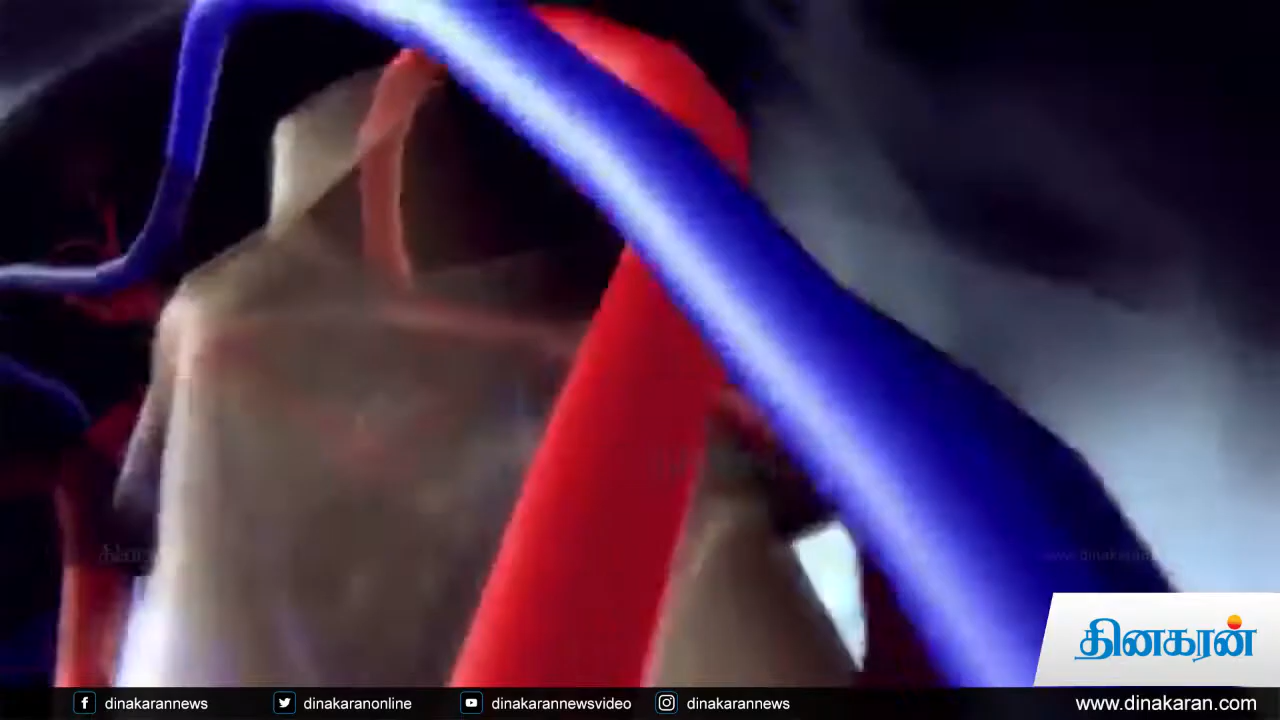 தினகரன்
dinakarannews
dinakaranonline
dinakarannewsvideo
dinakarannews
www.dinakaran.com